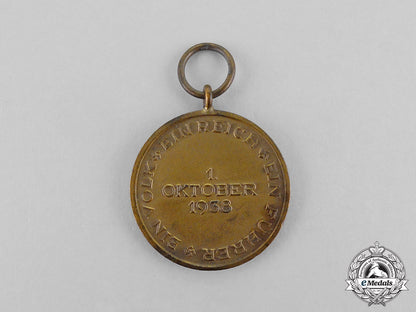 EIN VOLK * EIN REICH * EIN FÜHRER *
1.
OKTOBER
1938
eMedals